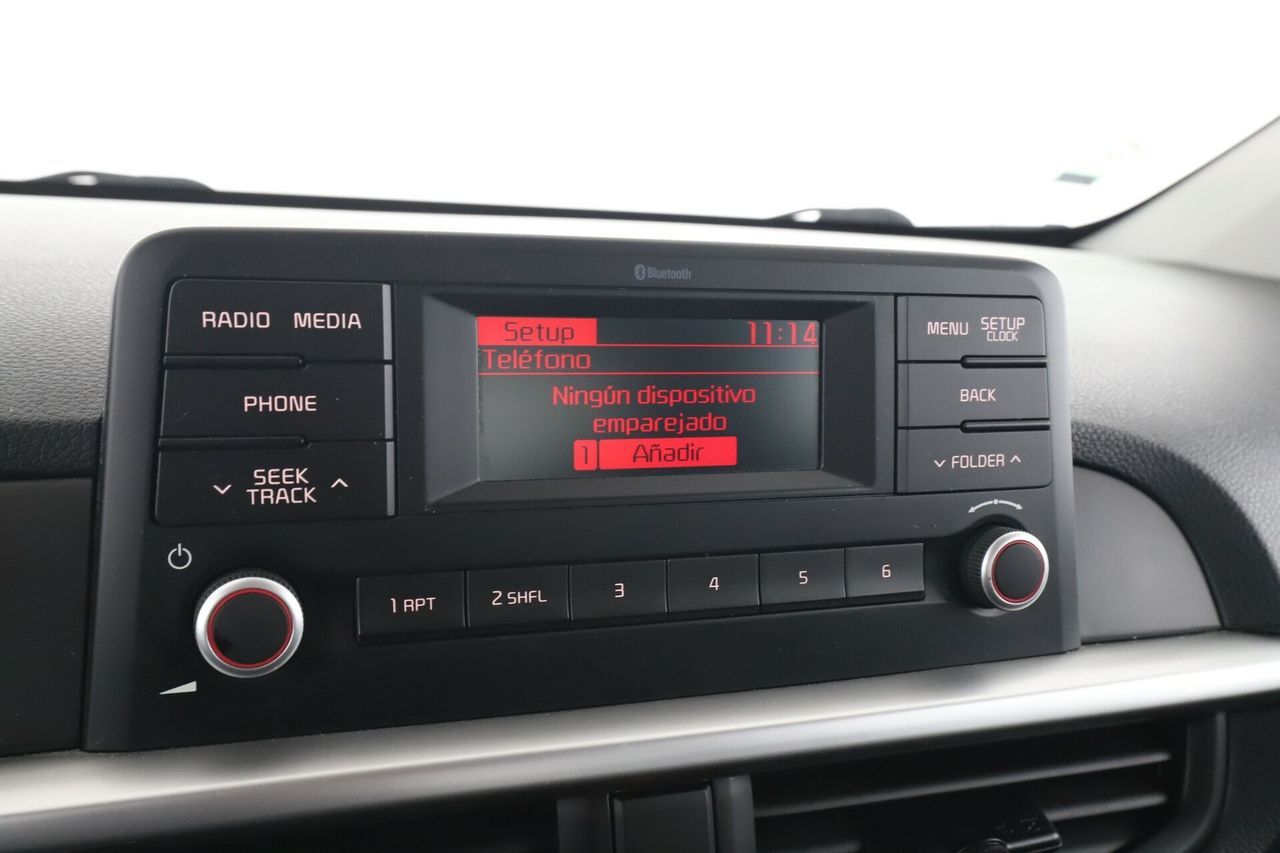 Bluetooth
RADIO MEDIA
PHONE
SEEK
TRACK
Setup 11:14
Teléfono
Ningún dispositivo
emparejado
1 Añadir
MENU SETUP
CLOCK
BACK
FOLDER
1 RPT
2 SHFL
3
4
5
6